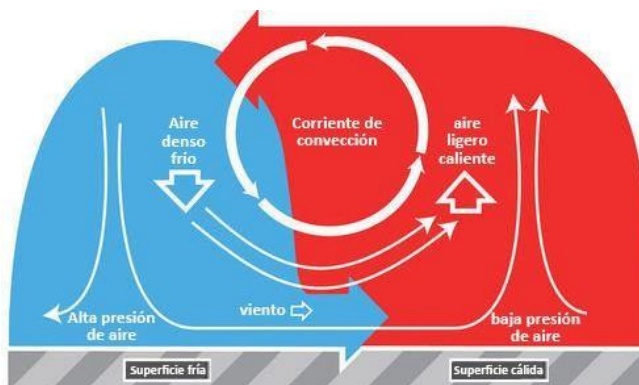 Aire
denso
frio
Corriente de
convección
aire
ligero
caliente
viento
Alta presión
de aire
baja presión
de aire
Superficie fría
Superficie cálida